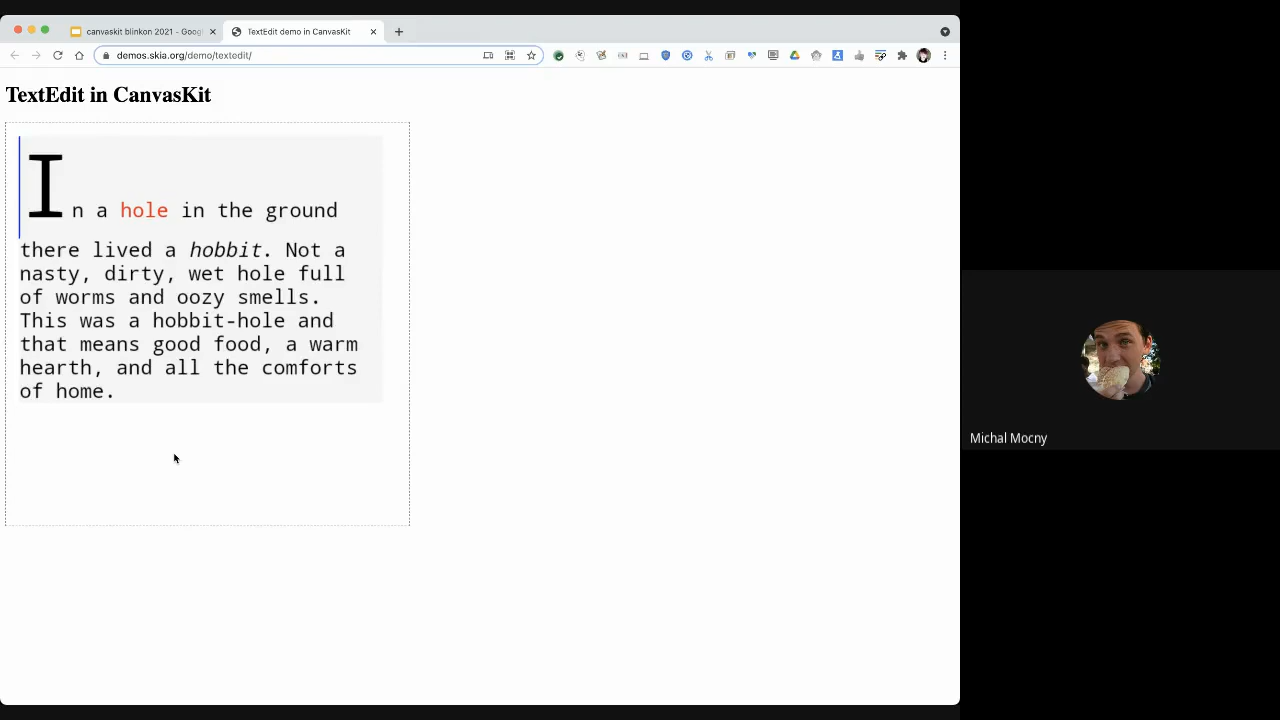 canvaskit blinkon 2021 - Googl
TextEdit demo in CanvasKit
demos.skia.org/demo/textedit/
TextEdit in CanvasKit
In a hole in the ground
there lived a hobbit. Not a
nasty, dirty, wet hole full
of worms and oozy smells.
This was a hobbit-hole and
that means good food, a warm
hearth, and all the comforts
of home.
Michal Mocny